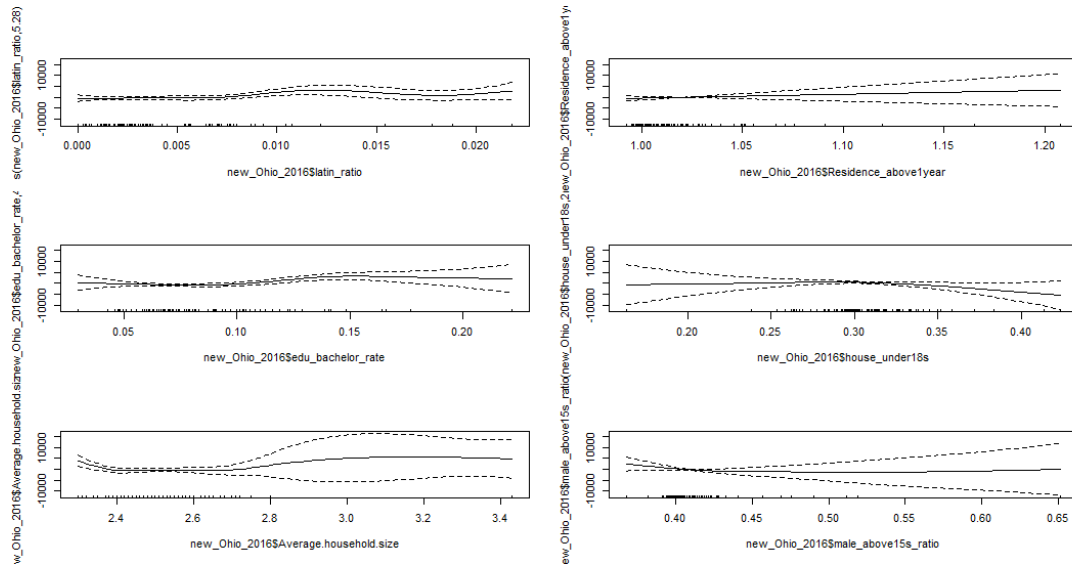 s(new_Ohio_2016$latin_ratio,5.28)
10000
-10000
0.000 0.005 0.010 0.015 0.020
new_Ohio_2016$latin_ratio
new_Ohio_2016$Residence_above1y
10000
-10000
1.00 1.05 1.10 1.15 1.20
new_Ohio_2016$Residence_above1year
new_Ohio_2016$edu_bachelor_rate,4
10000
-10000
0.05 0.10 0.15 0.20
new_Ohio_2016$edu_bachelor_rate
new_Ohio_2016$house_under18s,2
10000
-10000
0.20 0.25 0.30 0.35 0.40
new_Ohio_2016$house_under18s
w_Ohio_2016$Average.household.siz
10000
-10000
2.4 2.6 2.8 3.0 3.2 3.4
new_Ohio_2016$Average.household.size
ew_Ohio_2016$male_above15s_ratio
10000
-10000
0.40 0.45 0.50 0.55 0.60 0.65
new_Ohio_2016$male_above15s_ratio